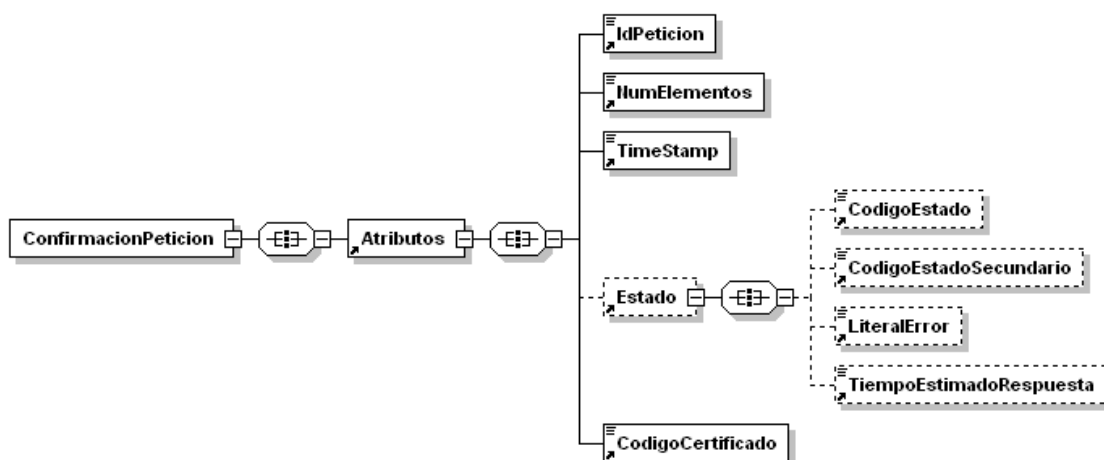 IdPeticion
NumElementos
TimeStamp
ConfirmacionPeticion
Atributos
Estado
CodigoEstado
CodigoEstadoSecundario
LiteralError
TiempoEstimadoRespuesta
CodigoCertificado